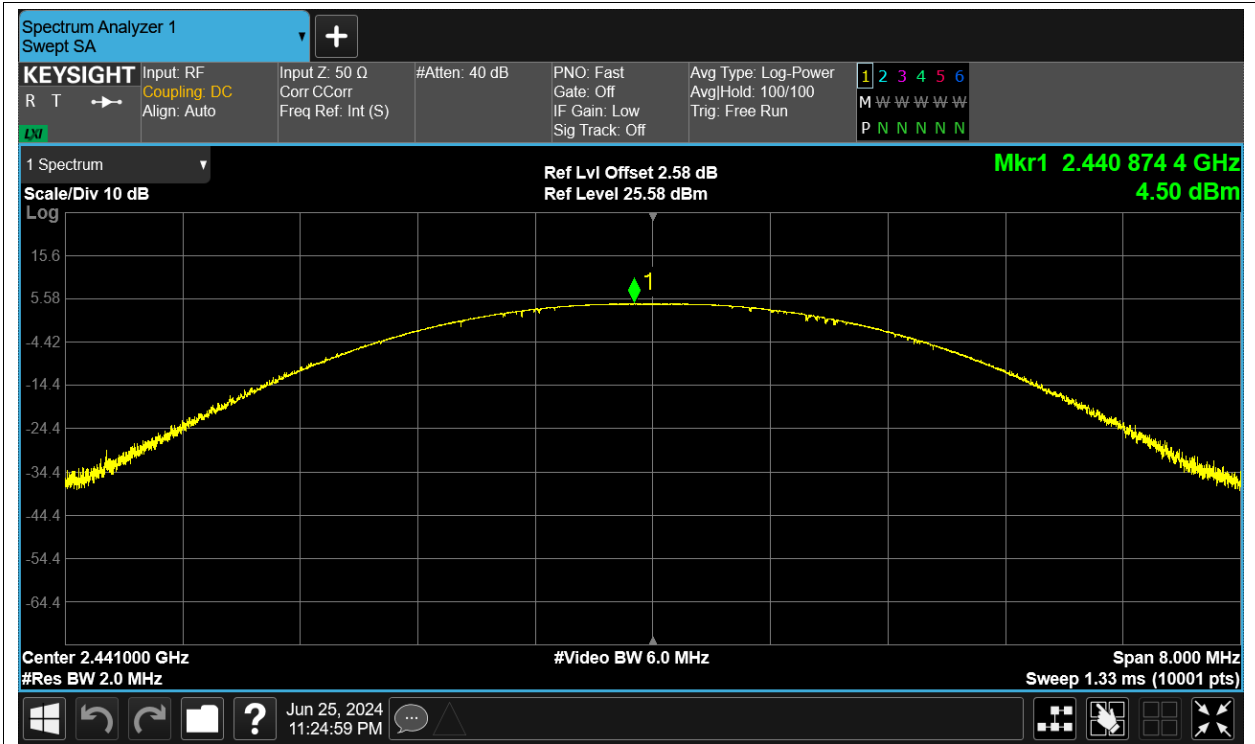 Spectrum Analyzer 1
Swept SA
KEYSIGHT
R T
LXI
Input: RF
Coupling: DC
Align: Auto
Input Z: 50 Ω
Corr CCorr
Freq Ref: Int (S)
#Atten: 40 dB
PNO: Fast
Gate: Off
IF Gain: Low
Sig Track: Off
Avg Type: Log-Power
Avg|Hold: 100/100
Trig: Free Run
1 2 3 4 5 6
M W W W W W
P N N N N N
1 Spectrum
Scale/Div 10 dB
Log
Ref Lvl Offset 2.58 dB
Ref Level 25.58 dBm
Mkr1 2.440 874 4 GHz
4.50 dBm
1
15.6
5.58
-4.42
-14.4
-24.4
-34.4
-44.4
-54.4
-64.4
Center 2.441000 GHz
#Video BW 6.0 MHz
Span 8.000 MHz
#Res BW 2.0 MHz
Sweep 1.33 ms (10001 pts)
?
Jun 25, 2024
11:24:59 PM